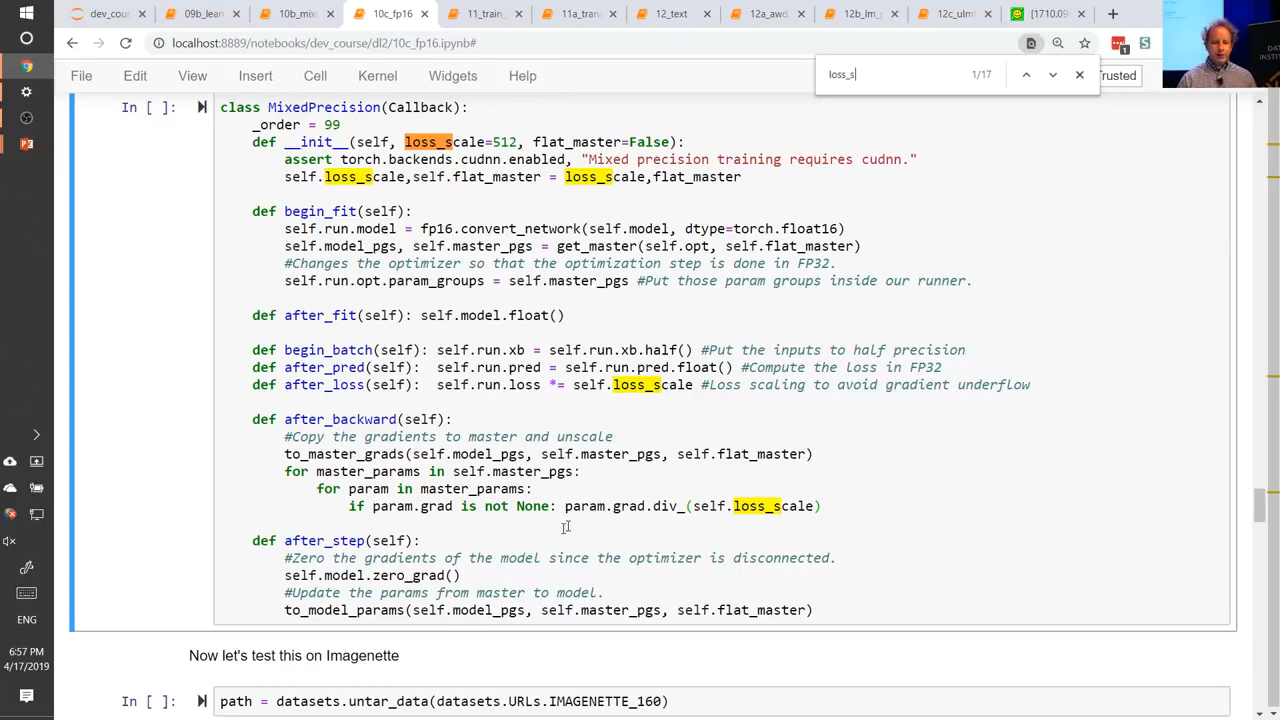 dev_cour
09b_learn
10b_mix
10c_fp16
11_train_
11a_trans
12_text
12a_awd
12b_lm_j
12c_ulmf
[1710.09
localhost:8889/notebooks/dev_course/dl2/10c_fp16.ipynb#
loss_s
1/17
File
Edit
View
Insert
Cell
Kernel
Widgets
Help
Trusted
In [ ]:
class MixedPrecision(Callback):
    _order = 99
    def __init__(self, loss_scale=512, flat_master=False):
        assert torch.backends.cudnn.enabled, "Mixed precision training requires cudnn."
        self.loss_scale,self.flat_master = loss_scale,flat_master
    def begin_fit(self):
        self.run.model = fp16.convert_network(self.model, dtype=torch.float16)
        self.model_pgs, self.master_pgs = get_master(self.opt, self.flat_master)
        #Changes the optimizer so that the optimization step is done in FP32.
        self.run.opt.param_groups = self.master_pgs #Put those param groups inside our runner.
    def after_fit(self): self.model.float()
    def begin_batch(self): self.run.xb = self.run.xb.half() #Put the inputs to half precision
    def after_pred(self):  self.run.pred = self.run.pred.float() #Compute the loss in FP32
    def after_loss(self):  self.run.loss *= self.loss_scale #Loss scaling to avoid gradient underflow
    def after_backward(self):
        #Copy the gradients to master and unscale
        to_master_grads(self.model_pgs, self.master_pgs, self.flat_master)
        for master_params in self.master_pgs:
            for param in master_params:
                if param.grad is not None: param.grad.div_(self.loss_scale)
    def after_step(self):
        #Zero the gradients of the model since the optimizer is disconnected.
        self.model.zero_grad()
        #Update the params from master to model.
        to_model_params(self.model_pgs, self.master_pgs, self.flat_master)
Now let's test this on Imagenette
In [ ]:
path = datasets.untar_data(datasets.URLs.IMAGENETTE_160)
ENG
6:57 PM
4/17/2019